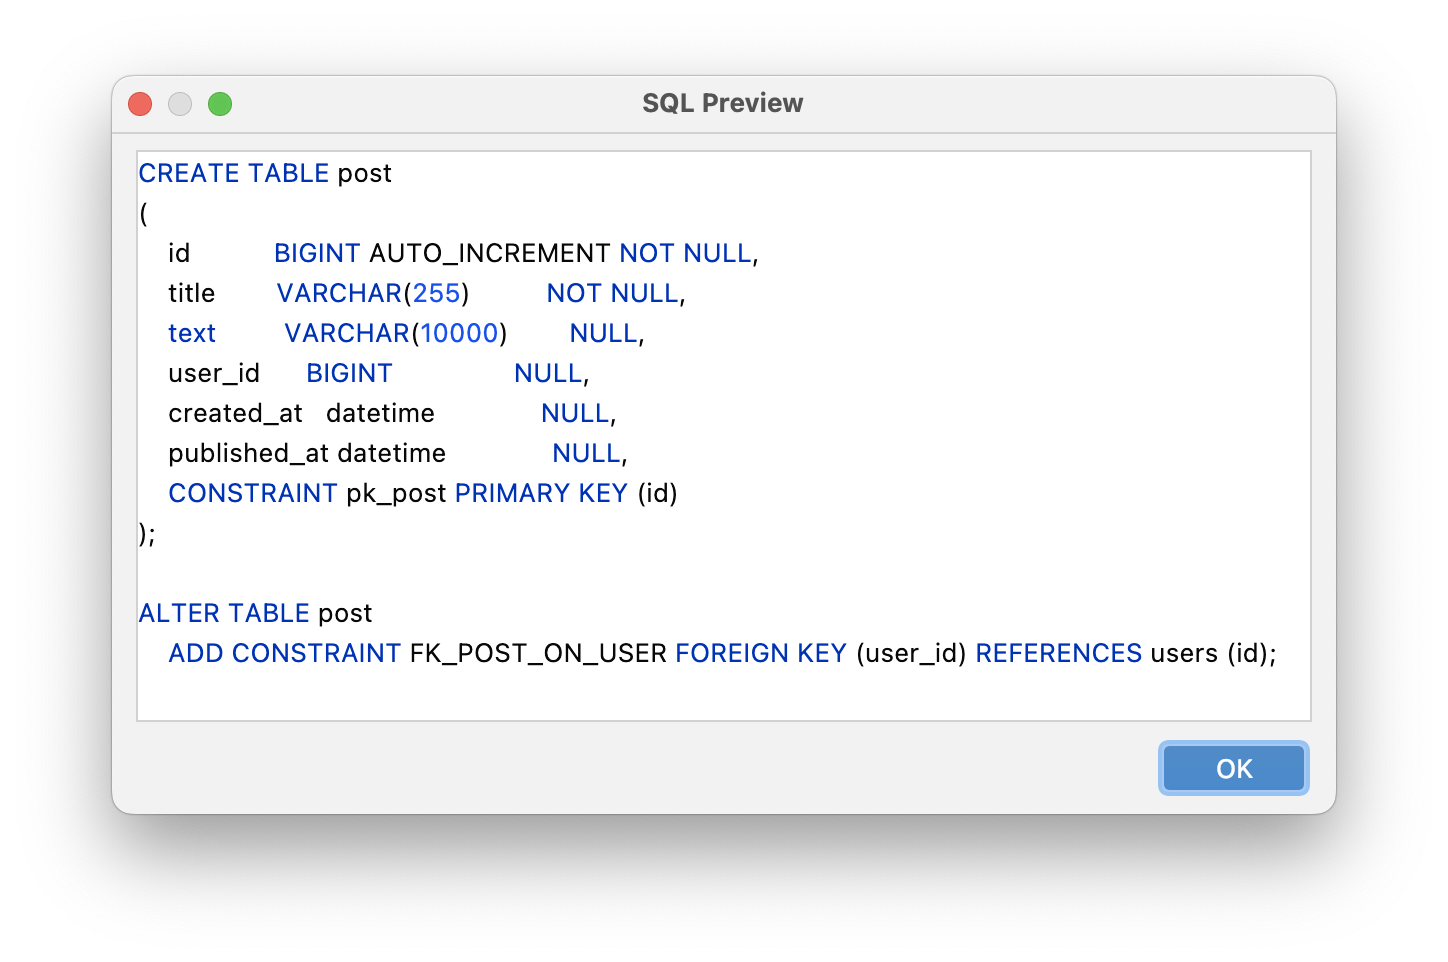 SQL Preview
CREATE TABLE post
(
    id           BIGINT AUTO_INCREMENT NOT NULL,
    title        VARCHAR(255)          NOT NULL,
    text         VARCHAR(10000)        NULL,
    user_id      BIGINT                NULL,
    created_at   datetime              NULL,
    published_at datetime              NULL,
    CONSTRAINT pk_post PRIMARY KEY (id)
);
ALTER TABLE post
    ADD CONSTRAINT FK_POST_ON_USER FOREIGN KEY (user_id) REFERENCES users (id);
OK